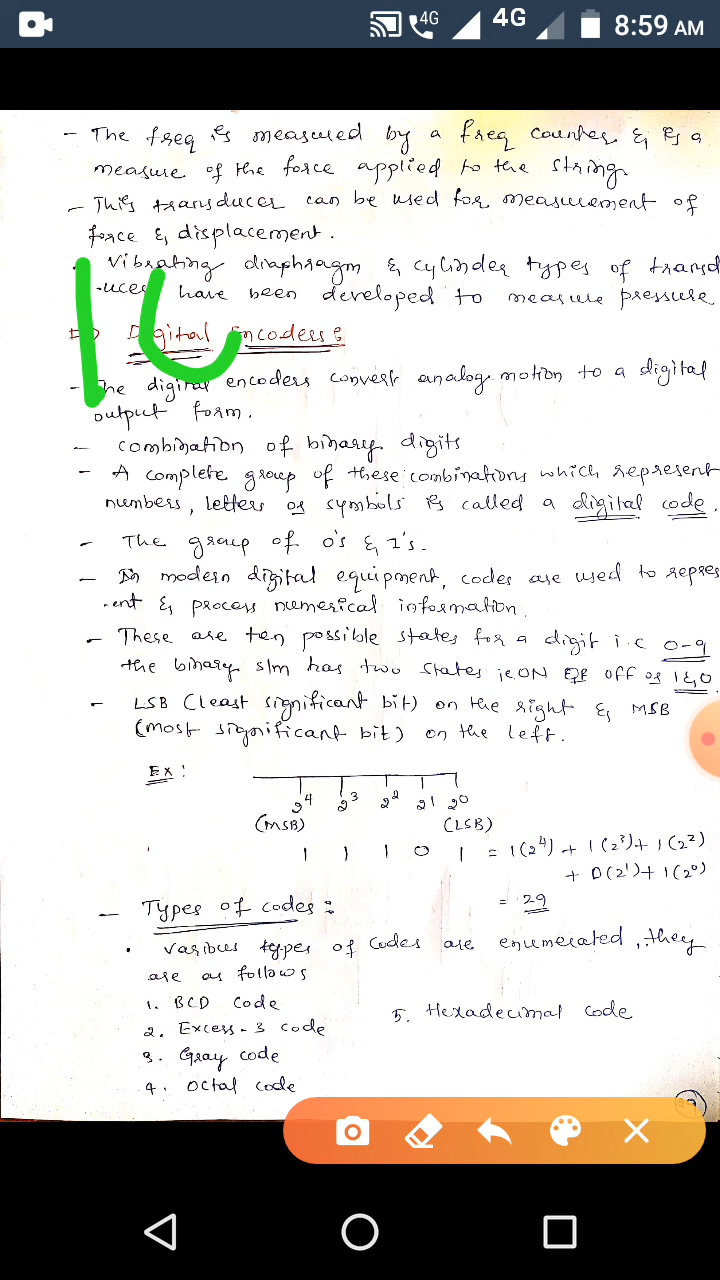 4G 4G 8:59 AM
- The freq is measured by a freq counter & is a
measure of the force applied to the string.
- This transducer can be used for measurement of
force & displacement.
. Vibrating diaphragm & cylinder types of transd
-ucers have been developed to measure pressure
Digital Encoders:
- The digital encoders convert analog motion to a digital
output form.
- combination of binary digits
- A complete group of these combinations which represent
numbers, letters or symbols is called a digital code.
- The group of 0's & 1's.
- In modern digital equipment, codes are used to repres
-ent & process numerical information.
- These are ten possible states for a digit i.e 0-9
the binary s/m has two states ie ON off or 1&0.
- LSB (least significant bit) on the right & MSB
(most significant bit) on the left.
Ex:
2⁴ 2³ 2² 2¹ 2⁰
(MSB) (LSB)
1 1 1 0 1 = 1(2⁴) + 1(2³) + 1(2²)
+ 0(2¹) + 1(2⁰)
= 29
- Types of codes:
. various types of codes are enumerated, they
are as follows
1. BCD code
2. Excess-3 code
3. Gray code
4. Octal code
5. Hexadecimal code